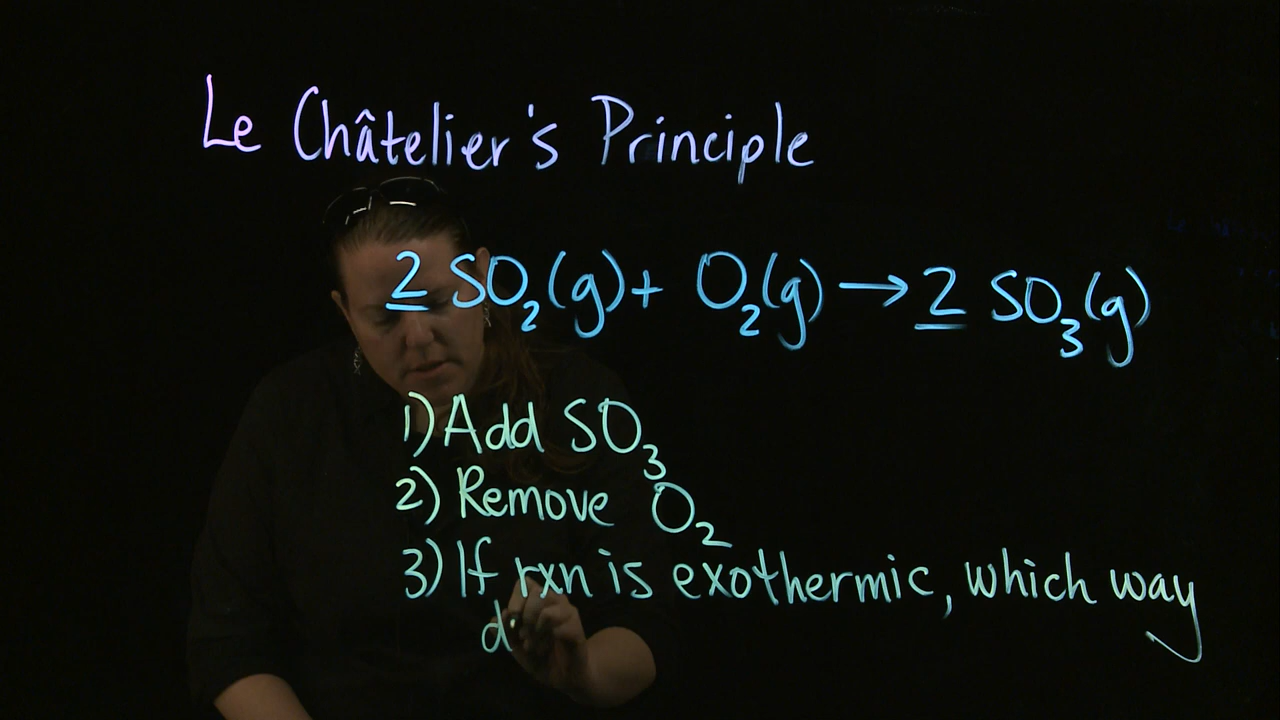 Le Châtelier's Principle
2 SO₂(g) + O₂(g) → 2 SO₃(g)
1) Add SO₃
2) Remove O₂
3) If rxn is exothermic, which way
d